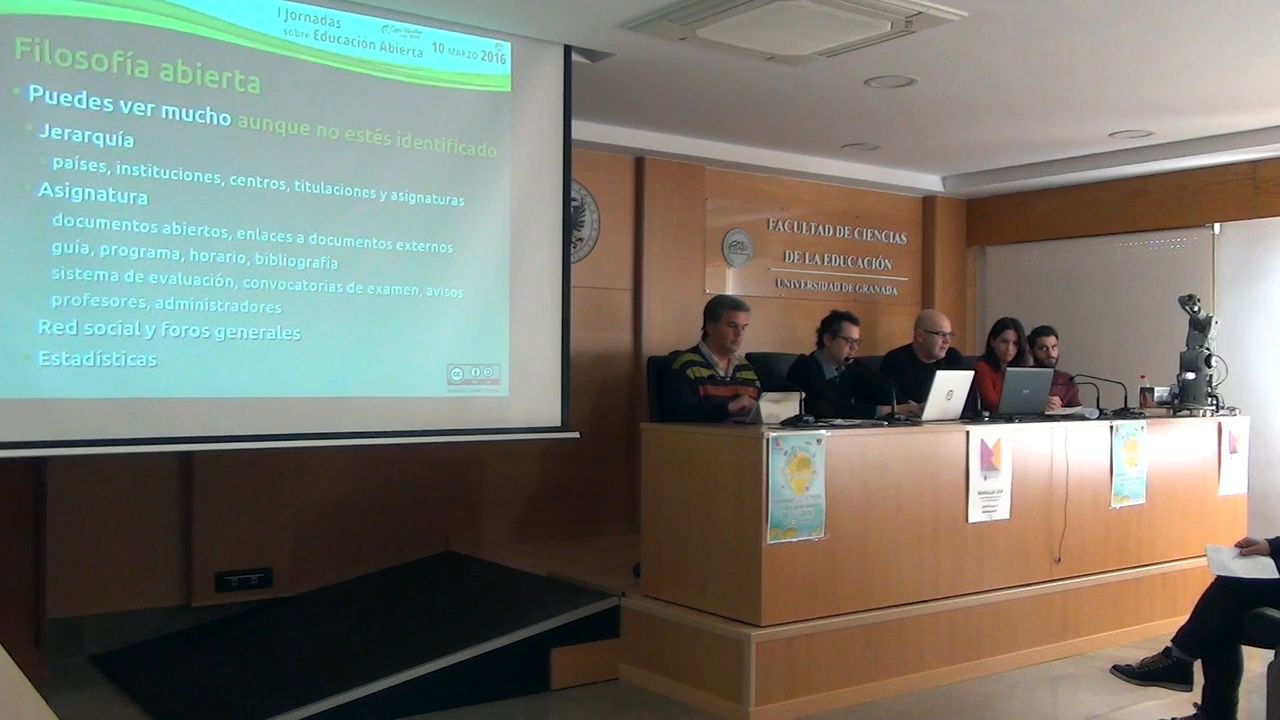 I Jornadas
sobre Educación Abierta
10 MARZO 2016
Filosofía abierta
Puedes ver mucho aunque no estés identificado
Jerarquía
países, instituciones, centros, titulaciones y asignaturas
Asignatura
documentos abiertos, enlaces a documentos externos
guía, programa, horario, bibliografía
sistema de evaluación, convocatorias de examen, avisos
profesores, administradores
Red social y foros generales
Estadísticas
cc
FACULTAD DE CIENCIAS
DE LA EDUCACIÓN
UNIVERSIDAD DE GRANADA